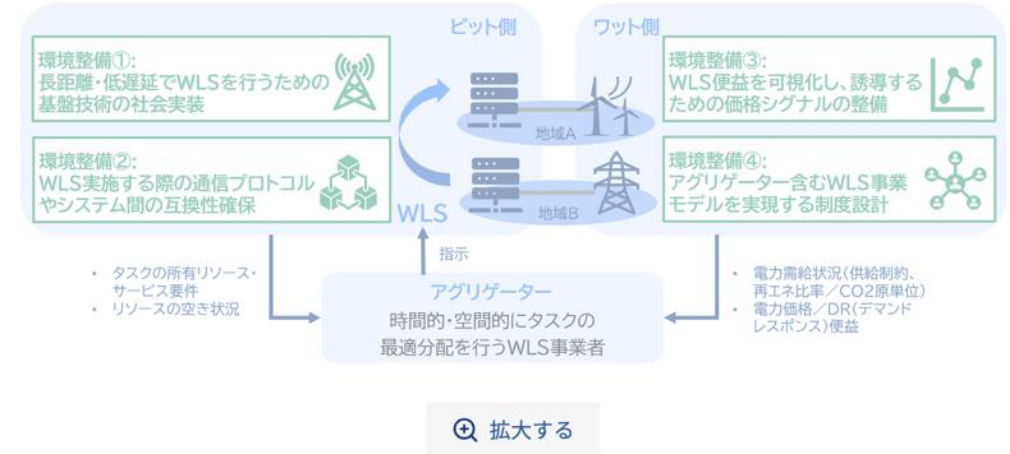 ビット側
ワット側
環境整備①:
長距離・低遅延でWLSを行うための
基盤技術の社会実装
環境整備②:
WLS実施する際の通信プロトコル
やシステム間の互換性確保
地域A
地域B
WLS
環境整備③:
WLS便益を可視化し、誘導する
ための価格シグナルの整備
環境整備④:
アグリゲーター含むWLS事業
モデルを実現する制度設計
• タスクの所有リソース・
サービス要件
• リソースの空き状況
指示
アグリゲーター
時間的・空間的にタスクの
最適分配を行うWLS事業者
• 電力需給状況(供給制約、
再エネ比率/CO2原単位)
• 電力価格/DR(デマンド
レスポンス)便益
拡大する